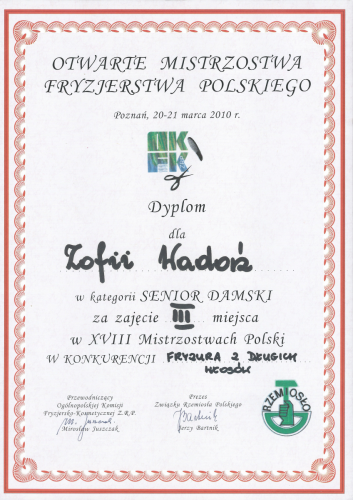 OTWARTE MISTRZOSTWA
FRYZJERSTWA POLSKIEGO
Poznań, 20-21 marca 2010 r.
OK
FK
Dyplom
dla
Zofii Hadoś
w kategorii SENIOR DAMSKI
za zajęcie III miejsca
w XVIII Mistrzostwach Polski
W KONKURENCJI FRYZURA Z DŁUGICH
WŁOSÓW
Przewodniczący
Ogólnopolskiej Komisji
Fryzjersko-Kosmetycznej Z.R.P.
Mirosław Juszczak
Prezes
Związku Rzemiosła Polskiego
Jerzy Bartnik
RZEMIOSŁO